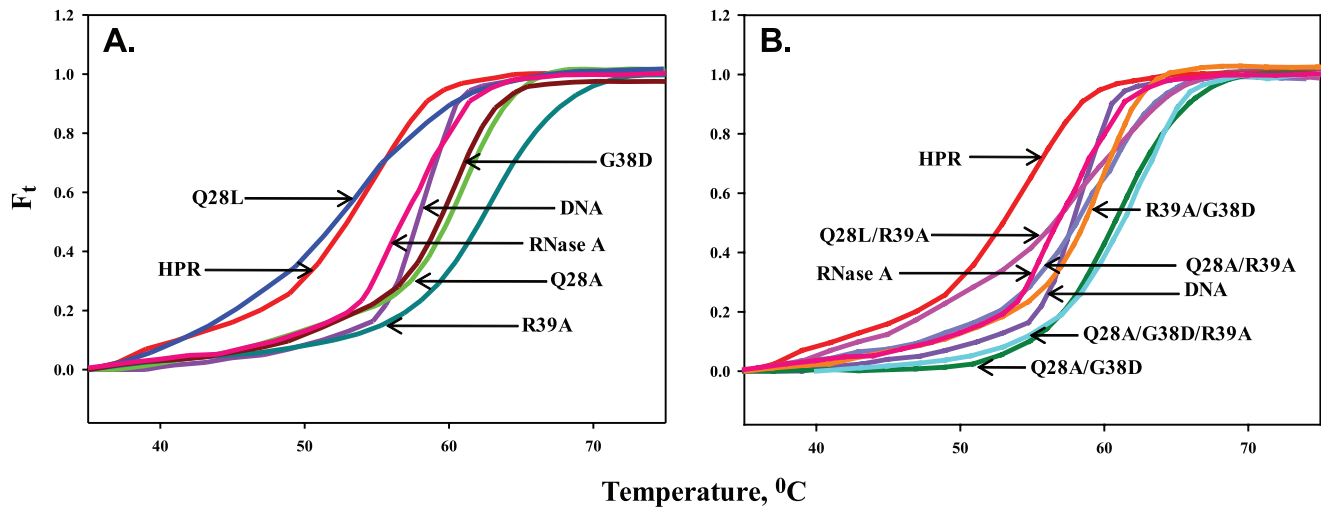 A.
B.
1.2
1.0
0.8
0.6
0.4
0.2
0.0
F_t
Q28L
HPR
G38D
DNA
RNase A
Q28A
R39A
40
50
60
70
1.2
1.0
0.8
0.6
0.4
0.2
0.0
HPR
Q28L/R39A
RNase A
R39A/G38D
Q28A/R39A
DNA
Q28A/G38D/R39A
Q28A/G38D
40
50
60
70
Temperature, ⁰C